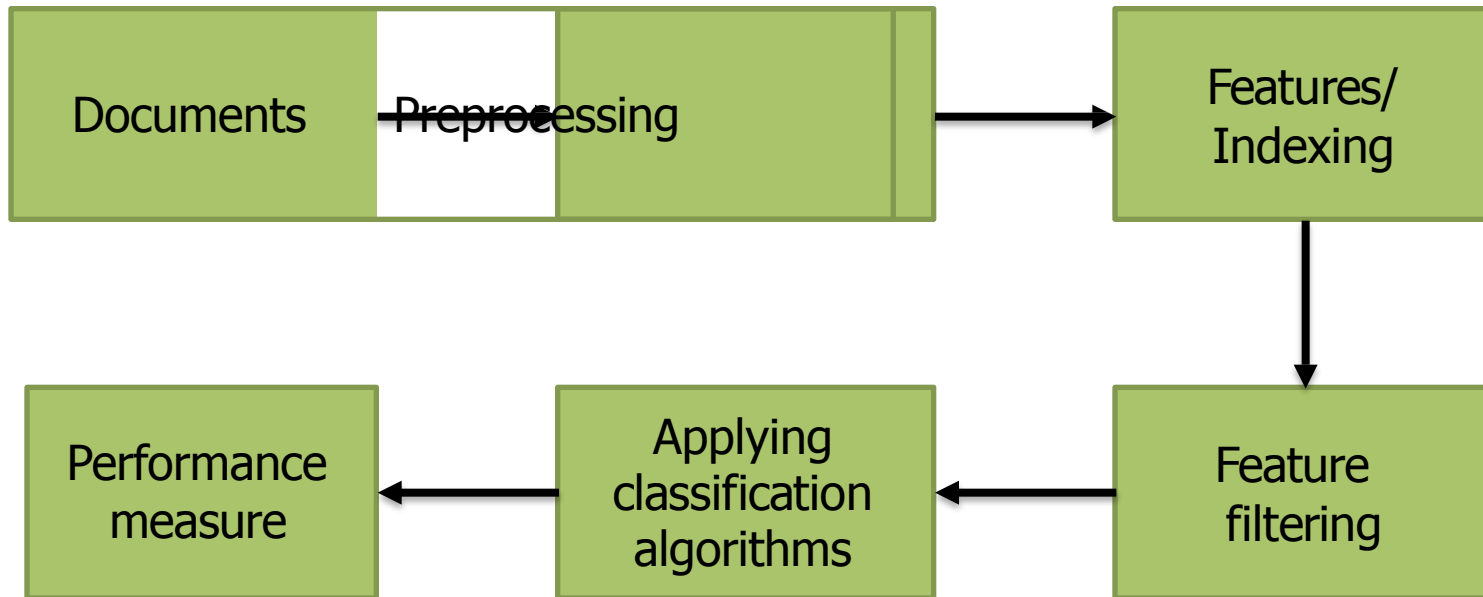 Documents
Preprocessing
Features/
Indexing
Performance
measure
Applying
classification
algorithms
Feature
filtering